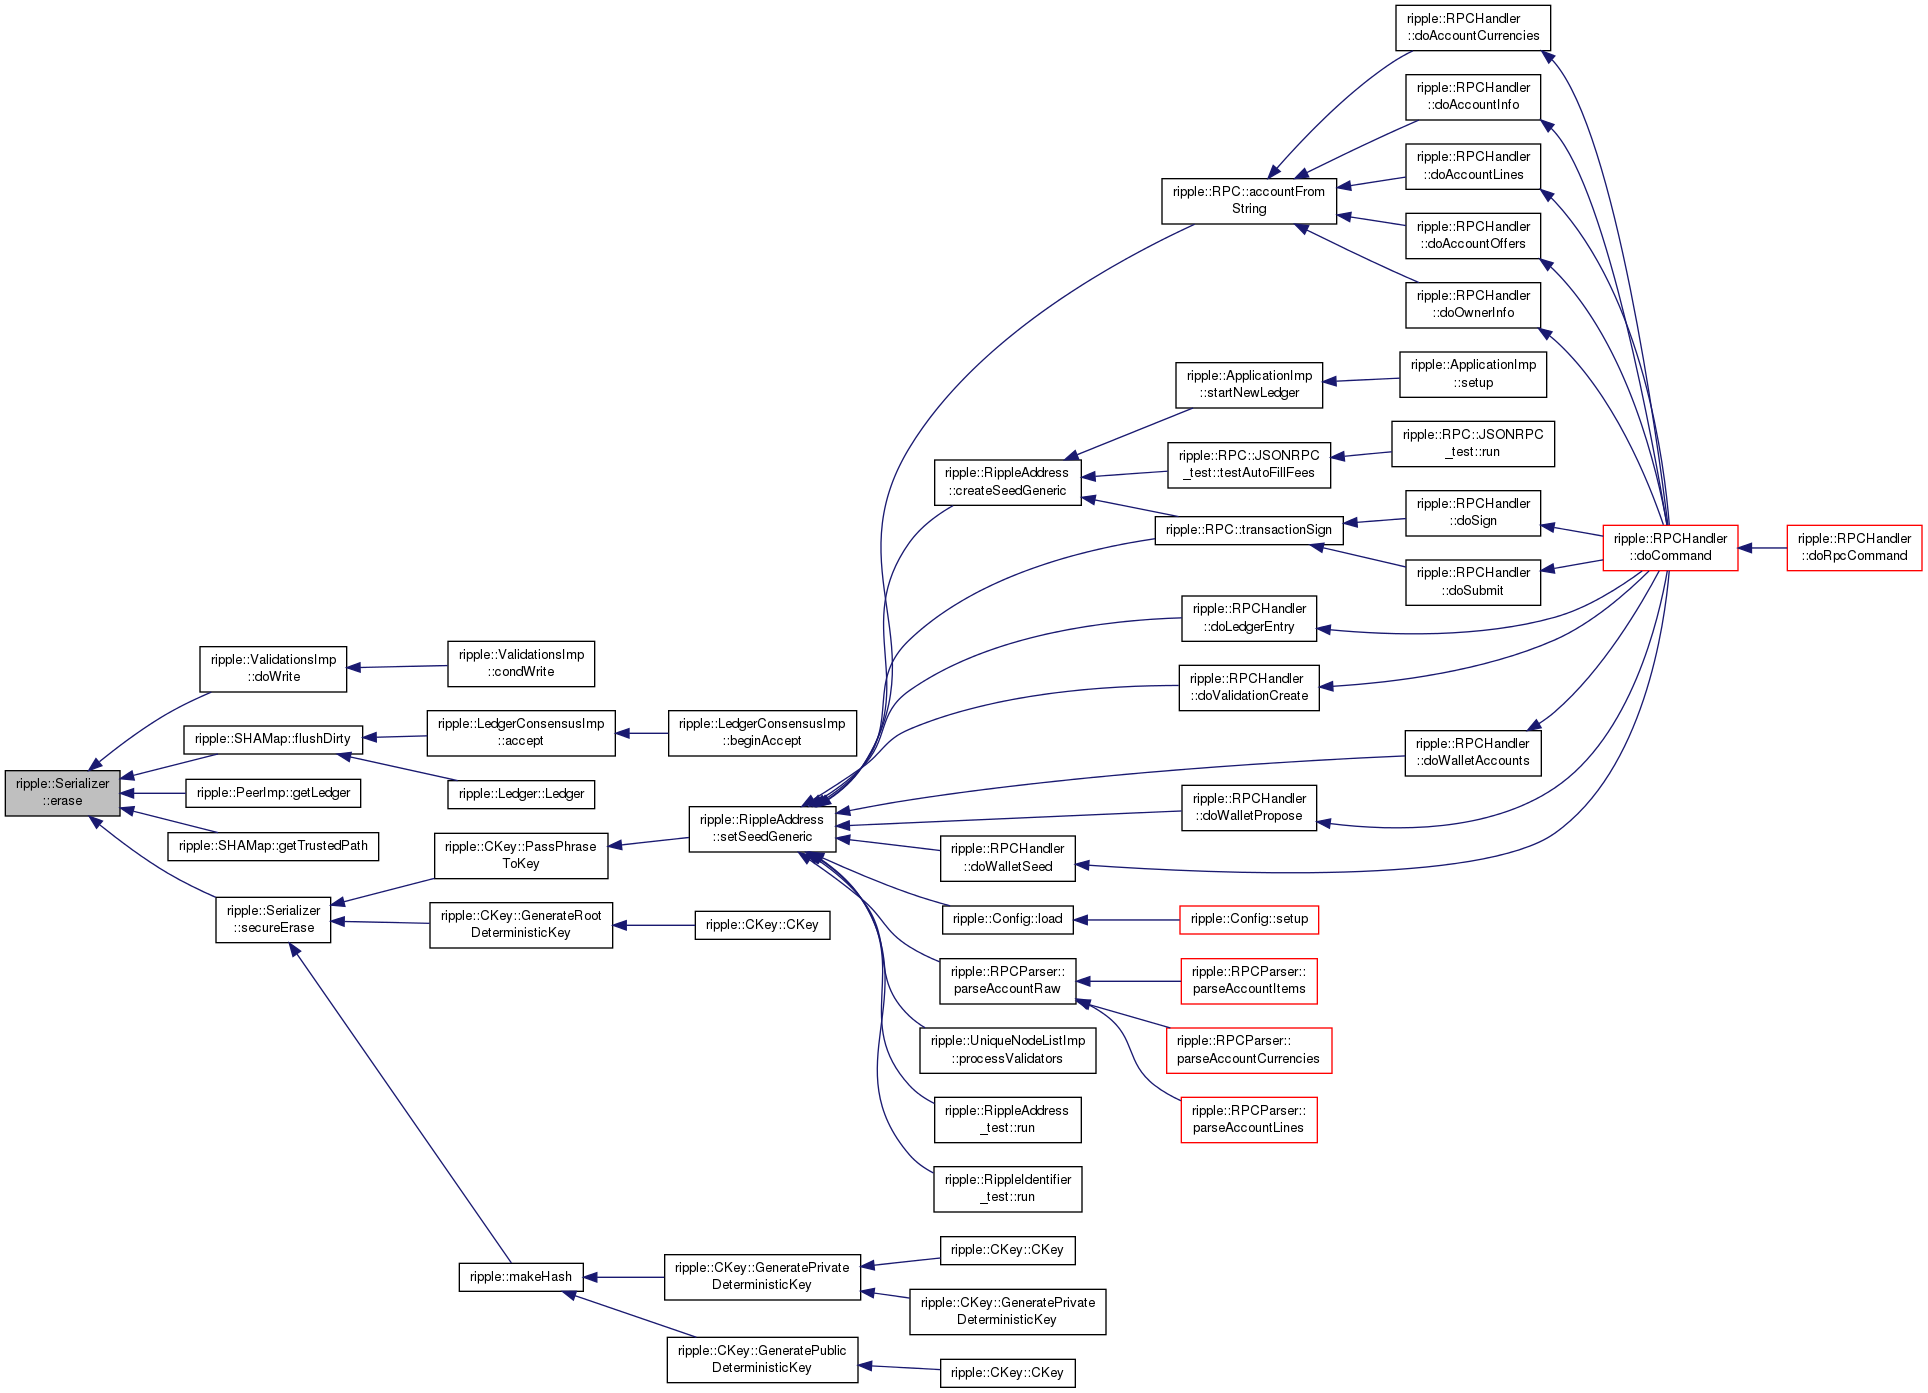 ripple::RPCHandler
::doAccountCurrencies
ripple::RPCHandler
::doAccountInfo
ripple::RPCHandler
::doAccountLines
ripple::RPC::accountFrom
String
ripple::RPCHandler
::doAccountOffers
ripple::RPCHandler
::doOwnerInfo
ripple::ApplicationImp
::startNewLedger
ripple::ApplicationImp
::setup
ripple::RPC::JSONRPC
_test::testAutoFillFees
ripple::RPC::JSONRPC
_test::run
ripple::RippleAddress
::createSeedGeneric
ripple::RPC::transactionSign
ripple::RPCHandler
::doSign
ripple::RPCHandler
::doSubmit
ripple::RPCHandler
::doCommand
ripple::RPCHandler
::doRpcCommand
ripple::RPCHandler
::doLedgerEntry
ripple::RPCHandler
::doValidationCreate
ripple::RPCHandler
::doWalletAccounts
ripple::RPCHandler
::doWalletPropose
ripple::RPCHandler
::doWalletSeed
ripple::ValidationsImp
::doWrite
ripple::ValidationsImp
::condWrite
ripple::SHAMap::flushDirty
ripple::LedgerConsensusImp
::accept
ripple::LedgerConsensusImp
::beginAccept
ripple::Ledger::Ledger
ripple::Serializer
::erase
ripple::PeerImp::getLedger
ripple::SHAMap::getTrustedPath
ripple::Serializer
::secureErase
ripple::CKey::PassPhrase
ToKey
ripple::RippleAddress
::setSeedGeneric
ripple::CKey::GenerateRoot
DeterministicKey
ripple::CKey::CKey
ripple::Config::load
ripple::Config::setup
ripple::RPCParser::
parseAccountRaw
ripple::RPCParser::
parseAccountItems
ripple::RPCParser::
parseAccountCurrencies
ripple::RPCParser::
parseAccountLines
ripple::UniqueNodeListImp
::processValidators
ripple::RippleAddress
_test::run
ripple::RippleIdentifier
_test::run
ripple::makeHash
ripple::CKey::GeneratePrivate
DeterministicKey
ripple::CKey::CKey
ripple::CKey::GeneratePrivate
DeterministicKey
ripple::CKey::GeneratePublic
DeterministicKey
ripple::CKey::CKey